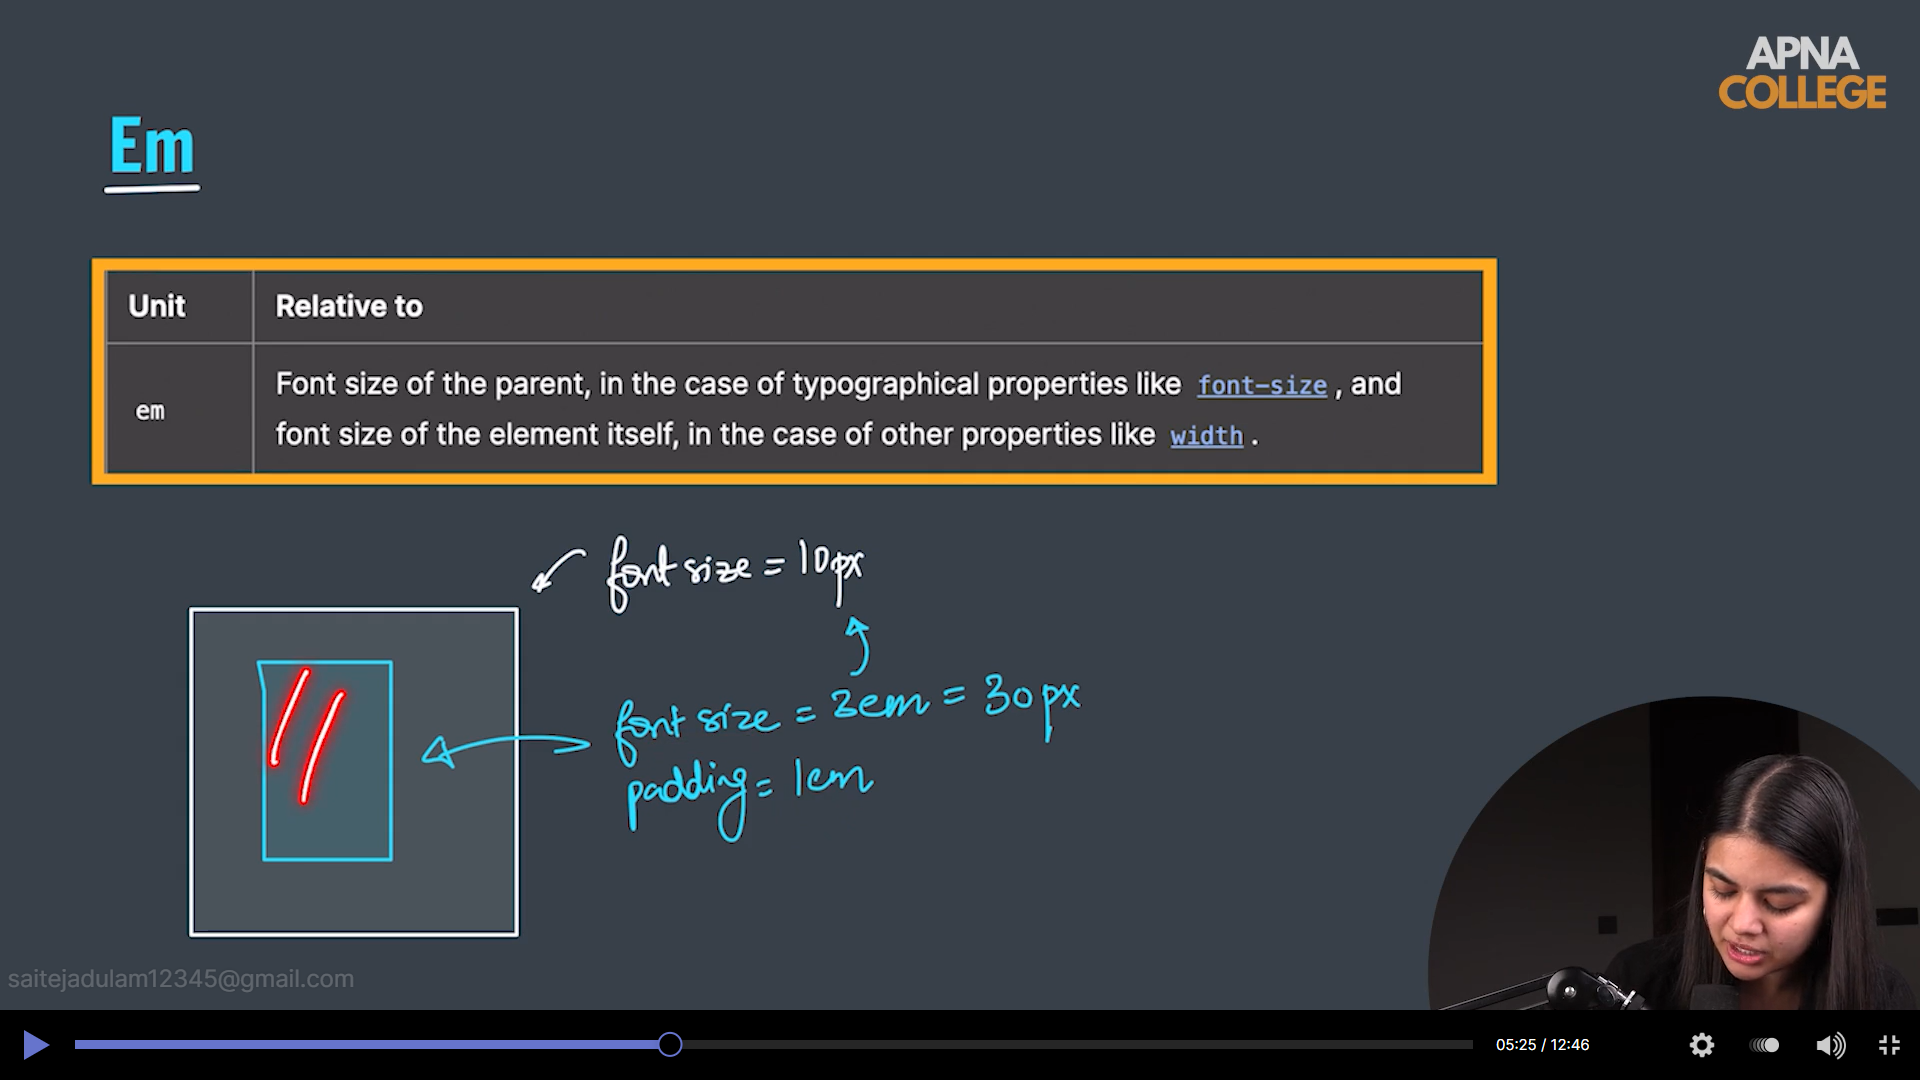 APNA
COLLEGE
Em
Unit Relative to
em Font size of the parent, in the case of typographical properties like font-size, and
font size of the element itself, in the case of other properties like width.
font size = 10px
font size = 3em = 30px
padding = 1em
saitejadulam12345@gmail.com
05:25 / 12:46